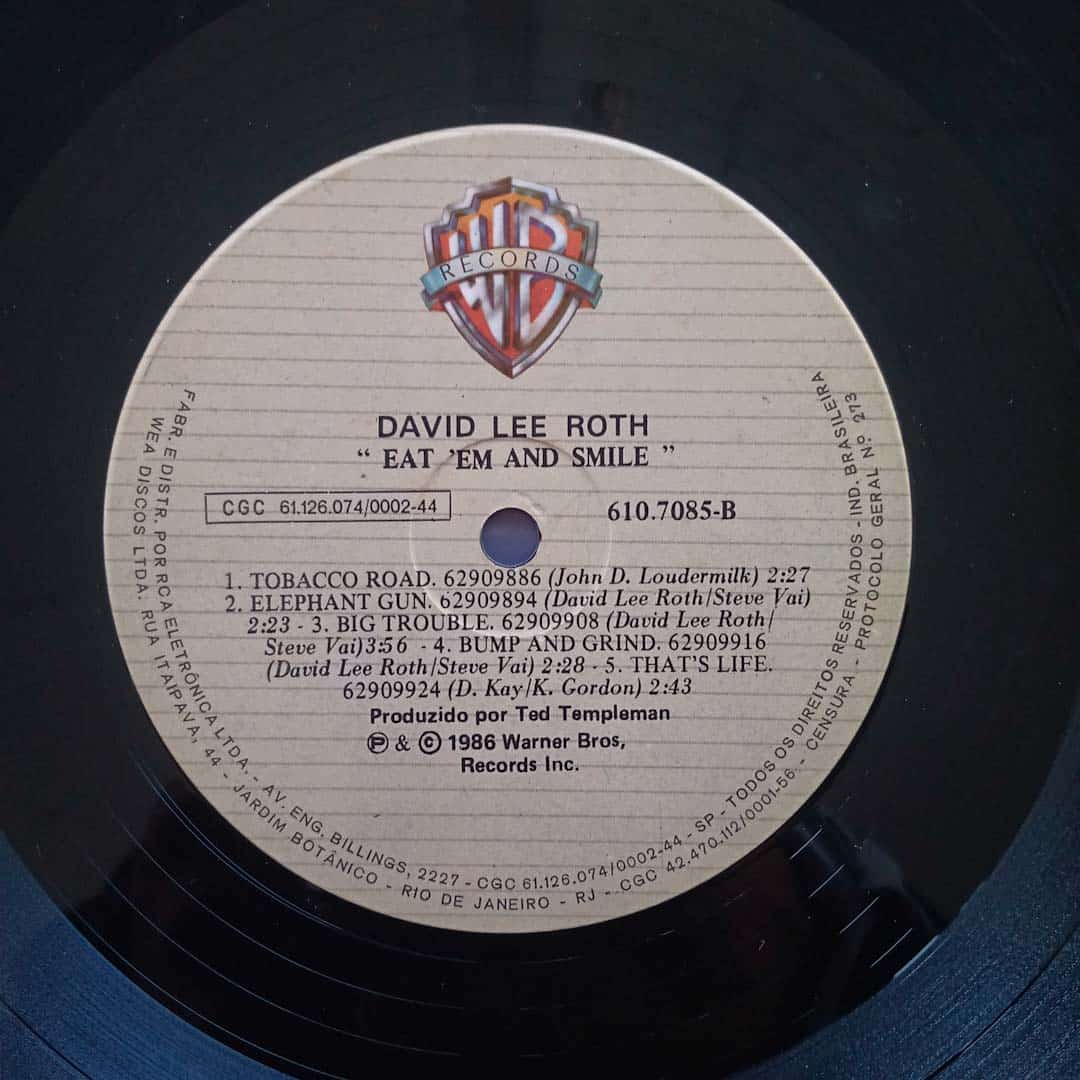 WB
RECORDS
DAVID LEE ROTH
“ EAT ’EM AND SMILE ”
CGC 61.126.074/0002-44
610.7085-B
1. TOBACCO ROAD. 62909886 (John D. Loudermilk) 2:27
2. ELEPHANT GUN. 62909894 (David Lee Roth/Steve Vai)
2:23 - 3. BIG TROUBLE. 62909908 (David Lee Roth/
Steve Vai)3:56 - 4. BUMP AND GRIND. 62909916
(David Lee Roth/Steve Vai) 2:28 - 5. THAT'S LIFE.
62909924 (D. Kay/K. Gordon) 2:43
Produzido por Ted Templeman
℗ & © 1986 Warner Bros,
Records Inc.
FABR. E DISTR. POR RCA ELETRÔNICA LTDA. - AV. ENG. BILLINGS, 2227 - CGC 61.126.074/0002-44 - SP - TODOS OS DIREITOS RESERVADOS - IND. BRASILEIRA
WEA DISCOS LTDA. RUA ITAIPAVA, 44 - JARDIM BOTÂNICO - RIO DE JANEIRO - RJ - CGC 42.470.112/0001-56. - CENSURA - PROTOCOLO GERAL Nº 273